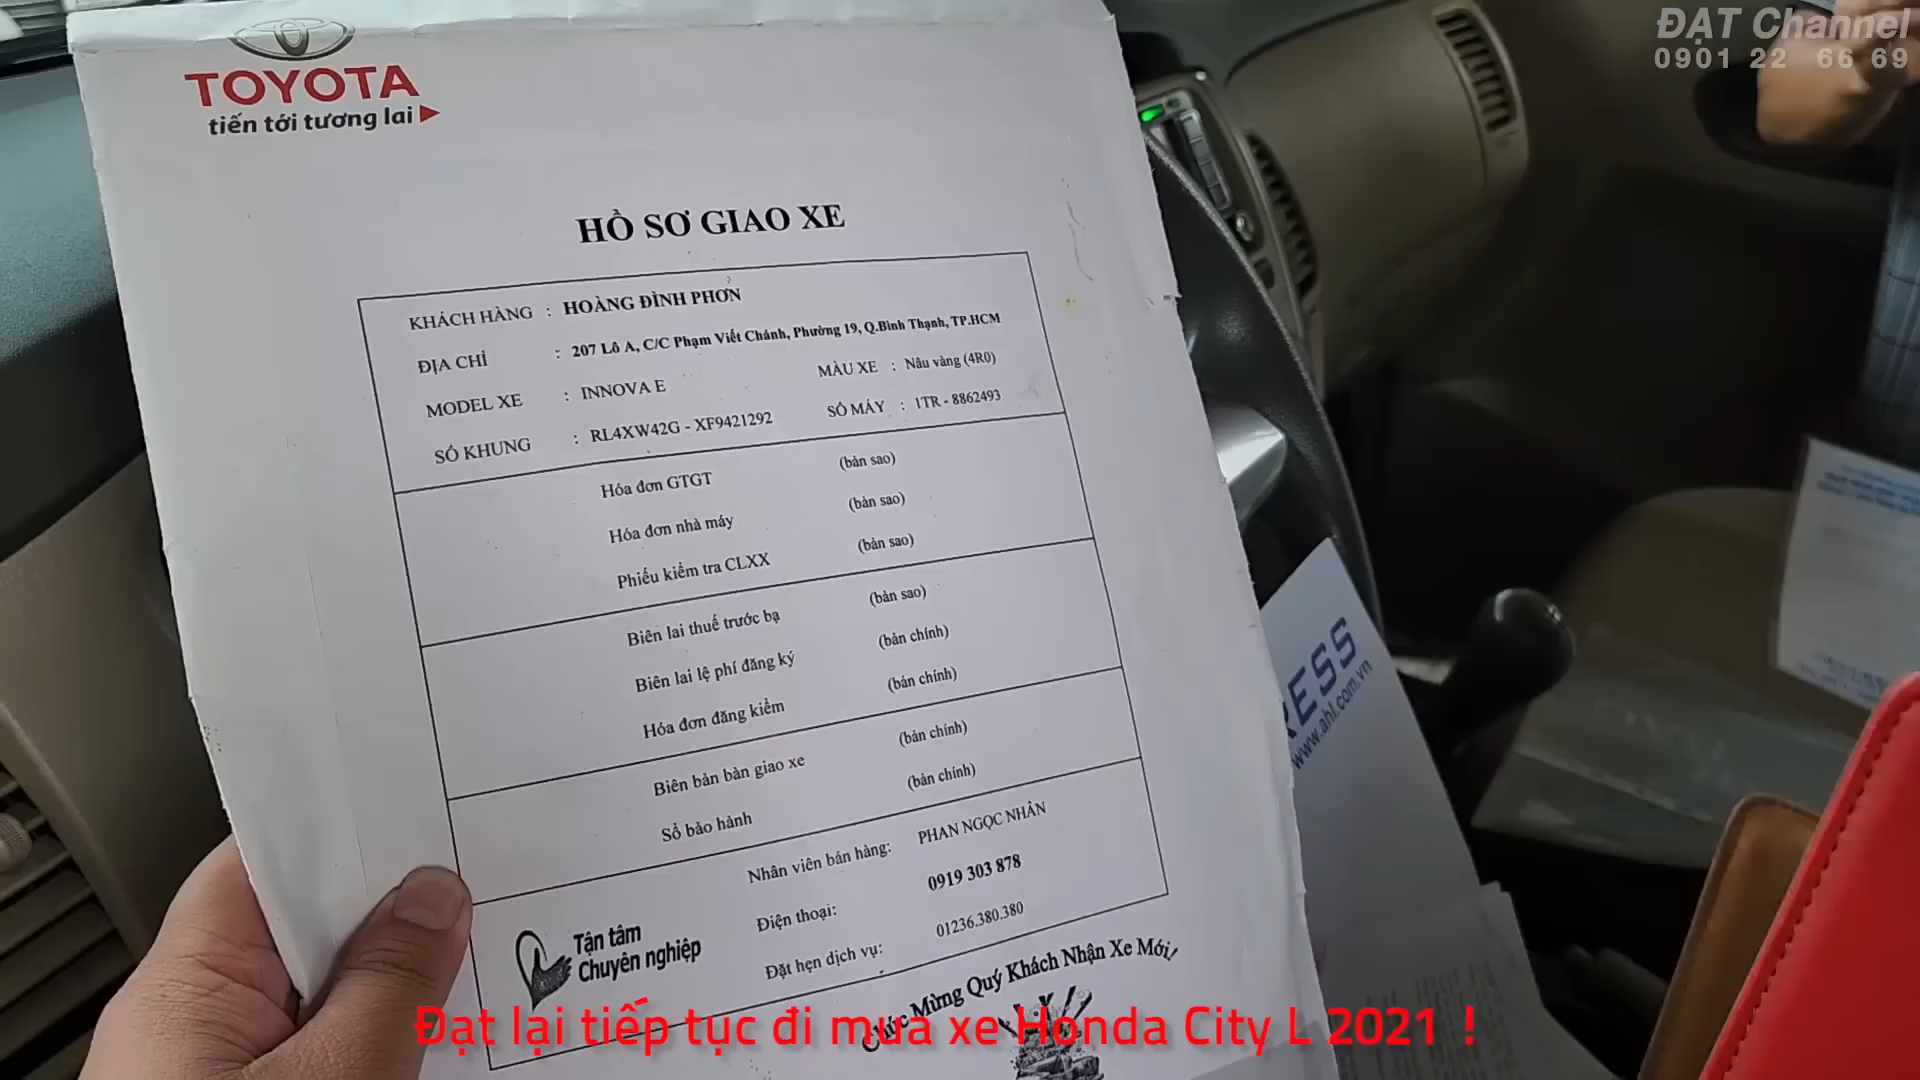 ĐẠT Channel
0901 22 66 69
TOYOTA
tiến tới tương lai
HỒ SƠ GIAO XE
KHÁCH HÀNG : HOÀNG ĐÌNH PHƠN
ĐỊA CHỈ : 207 Lô A, C/C Phạm Viết Chánh, Phường 19, Q.Bình Thạnh, TP.HCM
MODEL XE : INNOVA E MÀU XE : Nâu vàng (4R0)
SỐ KHUNG : RL4XW42G - XF9421292 SỐ MÁY : 1TR - 8862493
Hóa đơn GTGT (bản sao)
Hóa đơn nhà máy (bản sao)
Phiếu kiểm tra CLXX (bản sao)
Biên lai thuế trước bạ (bản sao)
Biên lai lệ phí đăng ký (bản chính)
Hóa đơn đăng kiểm (bản chính)
Biên bản bàn giao xe (bản chính)
Sổ bảo hành (bản chính)
Nhân viên bán hàng: PHAN NGỌC NHÂN
Điện thoại: 0919 303 878
Đặt hẹn dịch vụ: 01236.380.380
Tận tâm
Chuyên nghiệp
Chúc Mừng Quý Khách Nhận Xe Mới!
RESS
www.ahl.com.vn
Đạt lại tiếp tục đi mua xe Honda City L 2021 !